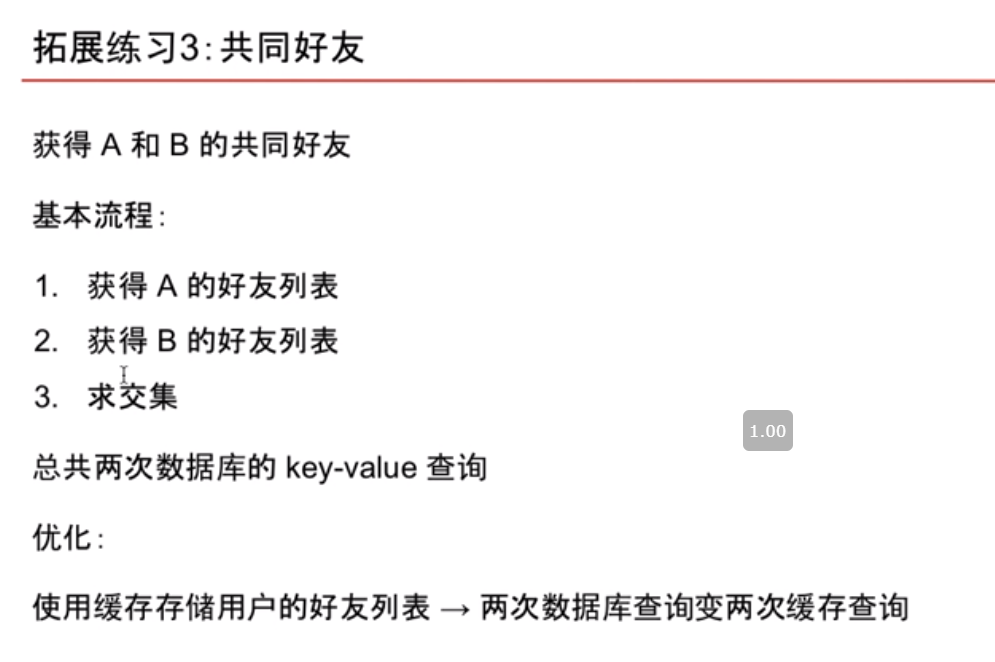 拓展练习3:共同好友
获得 A 和 B 的共同好友
基本流程:
1. 获得 A 的好友列表
2. 获得 B 的好友列表
3. 求交集
1.00
总共两次数据库的 key-value 查询
优化:
使用缓存存储用户的好友列表 → 两次数据库查询变两次缓存查询